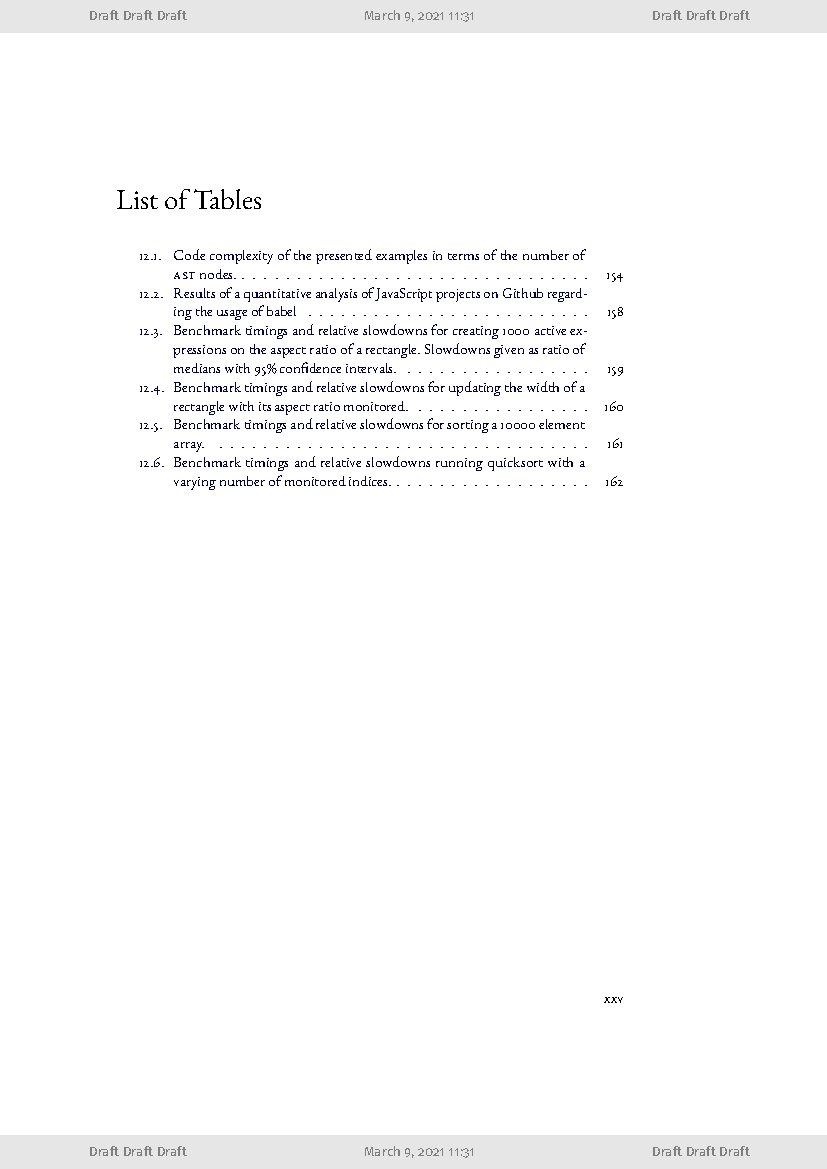 Draft Draft Draft March 9, 2021 11:31 Draft Draft Draft
List of Tables
12.1. Code complexity of the presented examples in terms of the number of
AST nodes. . . . . . . . . . . . . . . . . . . . . . . . . . . . . . . . . 154
12.2. Results of a quantitative analysis of JavaScript projects on Github regard-
ing the usage of babel . . . . . . . . . . . . . . . . . . . . . . . . . . 158
12.3. Benchmark timings and relative slowdowns for creating 1000 active ex-
pressions on the aspect ratio of a rectangle. Slowdowns given as ratio of
medians with 95% confidence intervals. . . . . . . . . . . . . . . . . . 159
12.4. Benchmark timings and relative slowdowns for updating the width of a
rectangle with its aspect ratio monitored. . . . . . . . . . . . . . . . . 160
12.5. Benchmark timings and relative slowdowns for sorting a 10000 element
array. . . . . . . . . . . . . . . . . . . . . . . . . . . . . . . . . . . 161
12.6. Benchmark timings and relative slowdowns running quicksort with a
varying number of monitored indices. . . . . . . . . . . . . . . . . . . 162
xxv
Draft Draft Draft March 9, 2021 11:31 Draft Draft Draft